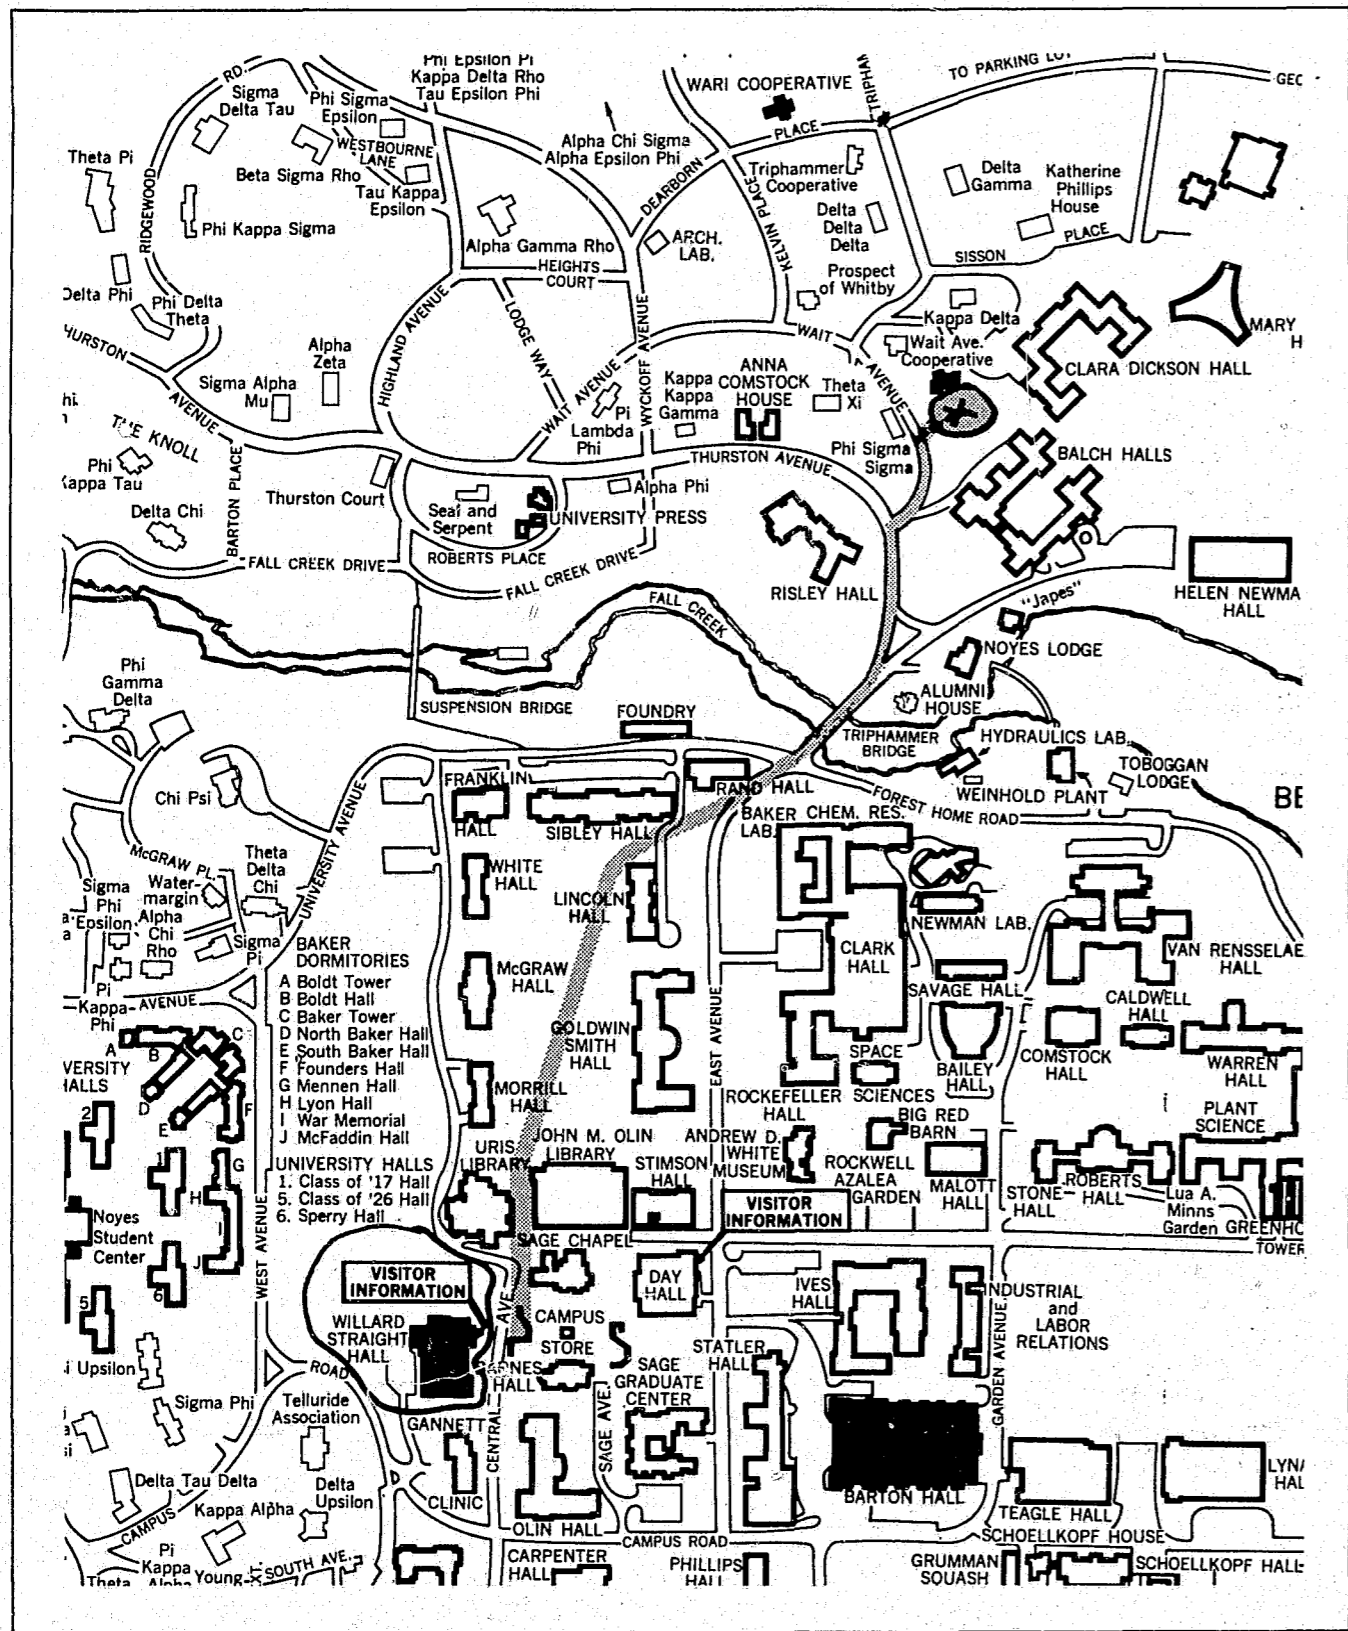 Phi Epsilon Pi
Kappa Delta Rho
Tau Epsilon Phi
RD.
Sigma
Delta Tau
Phi Sigma
Epsilon
WESTBOURNE
LANE
Theta Pi
Beta Sigma Rho
Tau Kappa
Epsilon
RIDGEWOOD
Phi Kappa Sigma
Alpha Chi Sigma
Alpha Epsilon Phi
WARI COOPERATIVE
PLACE
TRIPHAM
TO PARKING LOT
DEARBORN
Triphammer
Cooperative
Delta
Gamma
Katherine
Phillips
House
PLACE
Alpha Gamma Rho
ARCH.
LAB.
KELVIN PLACE
Delta
Delta
Delta
SISSON
HEIGHTS
COURT
Prospect
of Whitby
Delta Phi
Phi Delta
Theta
HIGHLAND AVENUE
LODGE WAY
WYCKOFF AVENUE
WAIT
AVENUE
Kappa Delta
Wait Ave.
Cooperative
MARY
H
CLARA DICKSON HALL
THURSTON
AVENUE
Alpha
Zeta
Sigma Alpha
Mu
WAIT AVENUE
Pi
Lambda
Phi
Kappa
Kappa
Gamma
ANNA
COMSTOCK
HOUSE
Theta
Xi
Phi Sigma
Sigma
THE KNOLL
Phi
Kappa Tau
BARTON PLACE
Thurston Court
THURSTON AVENUE
BALCH HALLS
Delta Chi
Seal and
Serpent
Alpha Phi
UNIVERSITY PRESS
ROBERTS PLACE
FALL CREEK DRIVE
FALL CREEK DRIVE
RISLEY HALL
HELEN NEWMA
HALL
FALL CREEK
"Japes"
NOYES LODGE
Phi
Gamma
Delta
SUSPENSION BRIDGE
FOUNDRY
ALUMNI
HOUSE
TRIPHAMMER
BRIDGE
HYDRAULICS LAB.
TOBOGGAN
LODGE
WEINHOLD PLANT
BE
Chi Psi
FRANKLIN
HALL
SIBLEY HALL
RAND HALL
FOREST HOME ROAD
BAKER
LAB.
CHEM. RES.
UNIVERSITY AVENUE
McGRAW PL.
Theta
Delta
Chi
Water-
margin
Sigma
Phi
Epsilon
Alpha
Chi
Rho
Sigma
Pi
WHITE
HALL
LINCOLN
HALL
NEWMAN LAB.
CLARK
HALL
VAN RENSSELAE
HALL
McGRAW
HALL
SAVAGE HALL
CALDWELL
HALL
Pi
Kappa
Phi
AVENUE
BAKER
DORMITORIES
A Boldt Tower
B Boldt Hall
C Baker Tower
D North Baker Hall
E South Baker Hall
F Founders Hall
G Mennen Hall
H Lyon Hall
I War Memorial
J McFaddin Hall
UNIVERSITY HALLS
1. Class of '17 Hall
5. Class of '26 Hall
6. Sperry Hall
A
B
C
D
E
F
G
H
J
VERSITY
HALLS
2
1
5
6
GOLDWIN
SMITH
HALL
EAST AVENUE
SPACE
SCIENCES
BAILEY
HALL
COMSTOCK
HALL
WARREN
HALL
MORRILL
HALL
ROCKEFELLER
HALL
BIG RED
BARN
PLANT
SCIENCE
URIS
LIBRARY
JOHN M. OLIN
LIBRARY
STIMSON
HALL
ANDREW D.
WHITE
MUSEUM
ROCKWELL
AZALEA
GARDEN
MALOTT
HALL
STONE
HALL
ROBERTS
HALL
Lua A.
Minns
Garden
GREENHO
TOWER
VISITOR
INFORMATION
Noyes
Student
Center
WEST AVENUE
SAGE CHAPEL
VISITOR
INFORMATION
DAY
HALL
IVES
HALL
INDUSTRIAL
and
LABOR
RELATIONS
WILLARD
STRAIGHT
HALL
AVE
CAMPUS
STORE
BARNES
HALL
STATLER
HALL
GARDEN AVENUE
Upsilon
ROAD
SAGE
GRADUATE
CENTER
Sigma Phi
Telluride
Association
GANNETT
CLINIC
CENTRAL
SAGE AVE.
Delta Tau Delta
Delta
Upsilon
Kappa Alpha
CAMPUS
OLIN HALL
BARTON HALL
TEAGLE HALL
LYNA
HAL
CAMPUS ROAD
SCHOELLKOPF HOUSE
Pi
Kappa
Alpha
Theta
Young
SOUTH AVE.
CARPENTER
HALL
PHILLIPS
HALL
GRUMMAN
SQUASH
SCHOELLKOPF HALL